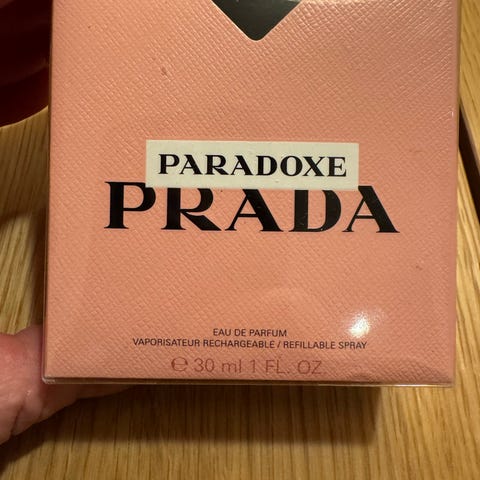 PARADOXE
PRADA
EAU DE PARFUM
VAPORISATEUR RECHARGEABLE / REFILLABLE SPRAY
℮ 30 ml 1 FL. OZ.